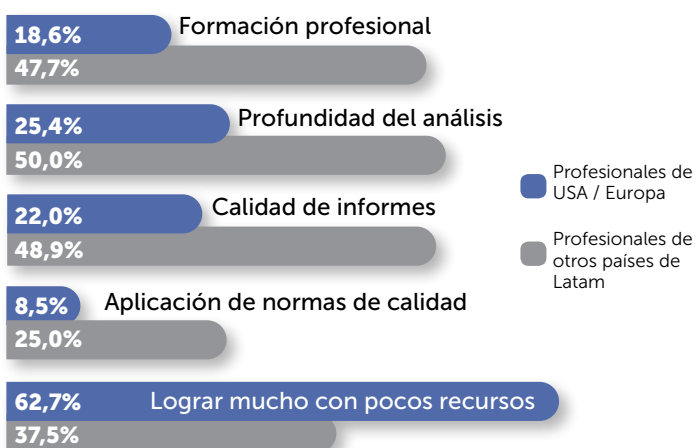 Formación profesional
18,6%
47,7%
Profundidad del análisis
25,4%
50,0%
Calidad de informes
22,0%
48,9%
Aplicación de normas de calidad
8,5%
25,0%
62,7% Lograr mucho con pocos recursos
37,5%
Profesionales de
USA / Europa
Profesionales de
otros países de
Latam